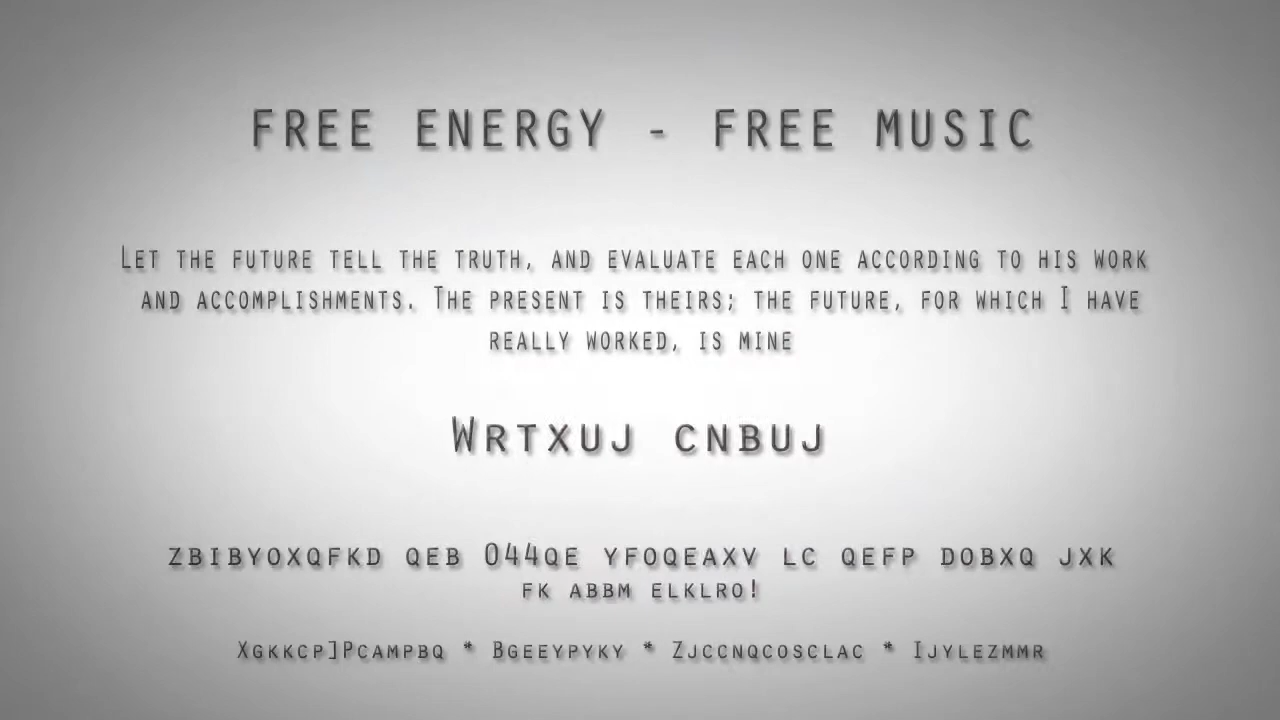 FREE ENERGY - FREE MUSIC
Let the future tell the truth, and evaluate each one according to his work
and accomplishments. The present is theirs; the future, for which I have
really worked, is mine
Wrtxuj cnbuj
zbibyoxqfkd qeb 044qe yfoqeaxv lc qefp dobxq jxk
fk abbm elklro!
Xgkkcp]Pcampbq * Bgeeypyky * Zjccnqcosclac * Ijylezmmr